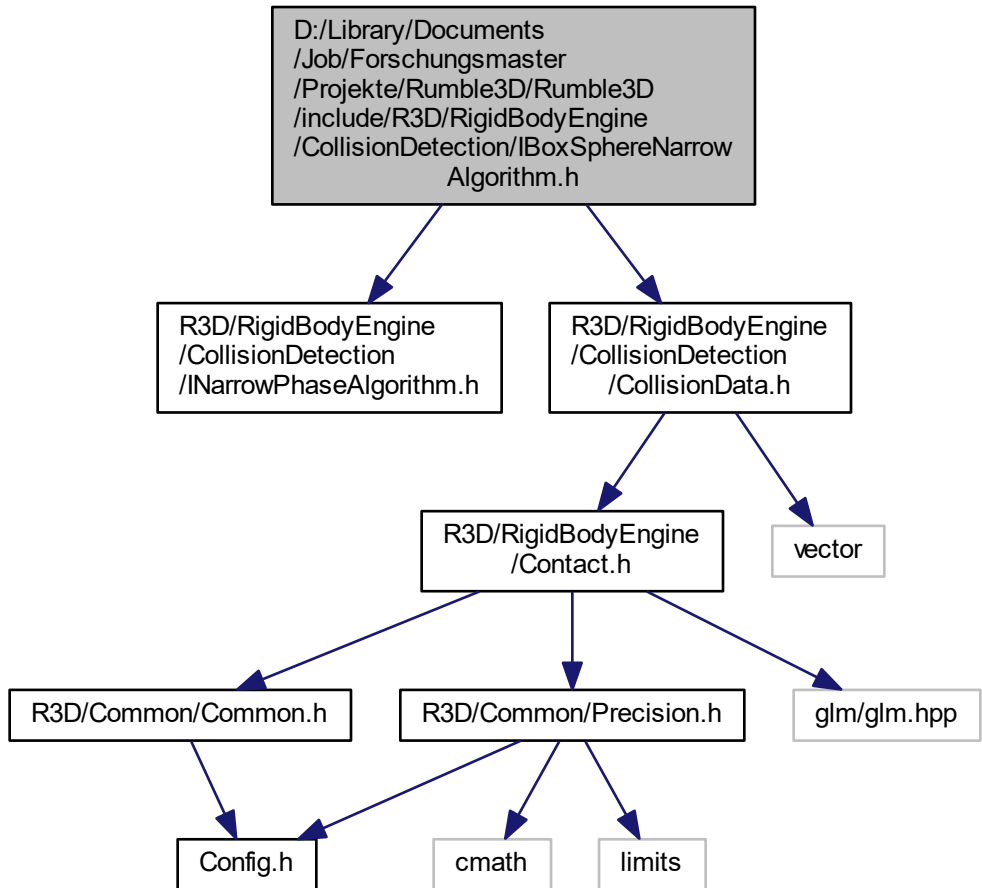 D:/Library/Documents
/Job/Forschungsmaster
/Projekte/Rumble3D/Rumble3D
/include/R3D/RigidBodyEngine
/CollisionDetection/IBoxSphereNarrow
Algorithm.h
R3D/RigidBodyEngine
/CollisionDetection
/INarrowPhaseAlgorithm.h
R3D/RigidBodyEngine
/CollisionDetection
/CollisionData.h
R3D/RigidBodyEngine
/Contact.h
vector
R3D/Common/Common.h
R3D/Common/Precision.h
glm/glm.hpp
Config.h
cmath
limits